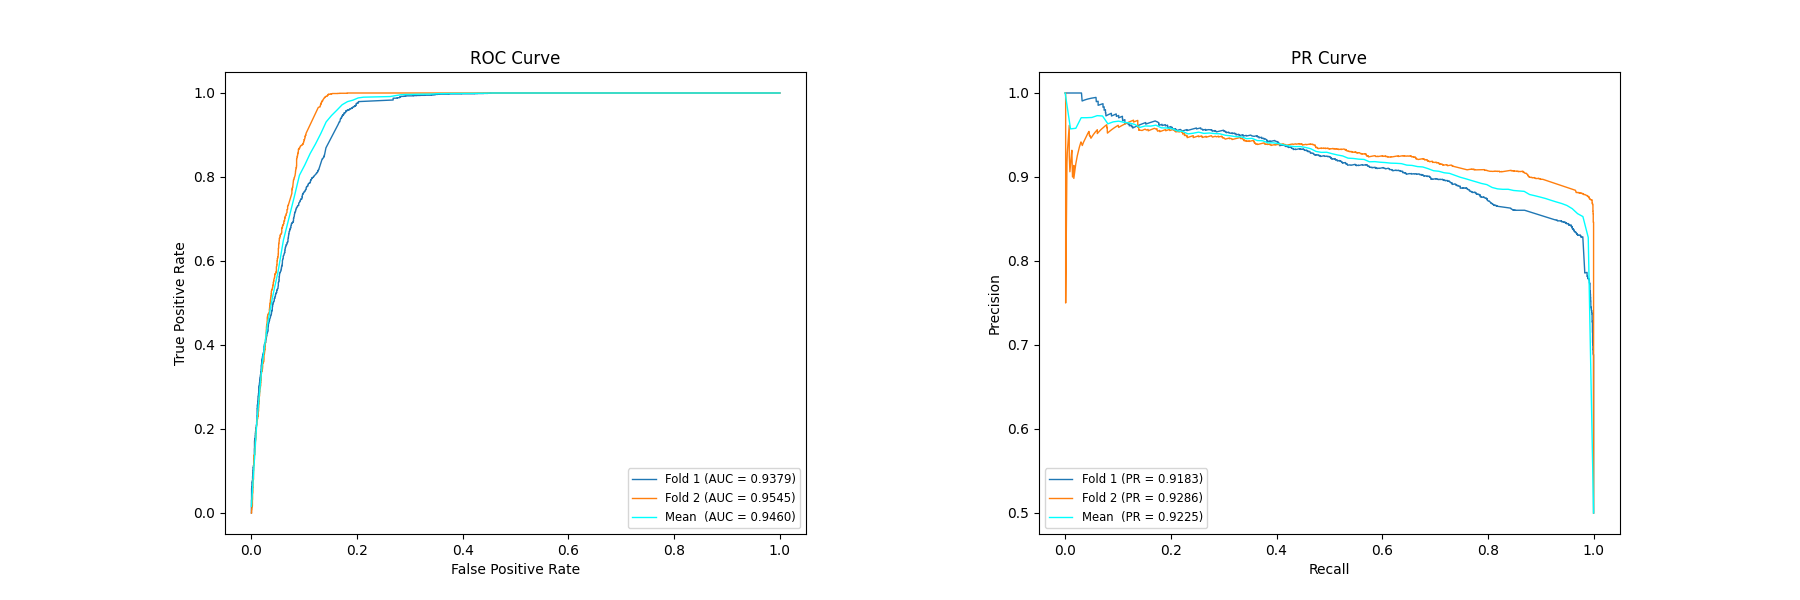 ROC Curve
1.0
0.8
0.6
0.4
0.2
0.0
True Positive Rate
0.0 0.2 0.4 0.6 0.8 1.0
False Positive Rate
Fold 1 (AUC = 0.9379)
Fold 2 (AUC = 0.9545)
Mean (AUC = 0.9460)
PR Curve
1.0
0.9
0.8
0.7
0.6
0.5
Precision
0.0 0.2 0.4 0.6 0.8 1.0
Recall
Fold 1 (PR = 0.9183)
Fold 2 (PR = 0.9286)
Mean (PR = 0.9225)